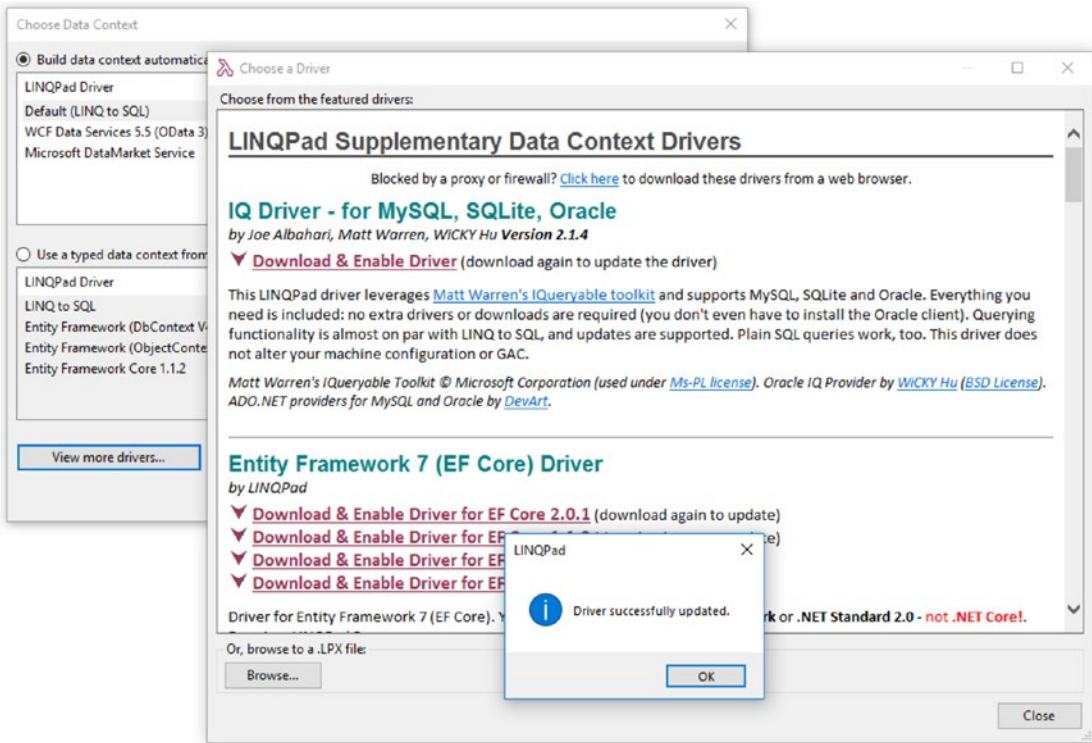 Choose Data Context
Build data context automatica
LINQPad Driver
Default (LINQ to SQL)
WCF Data Services 5.5 (OData 3)
Microsoft DataMarket Service
Use a typed data context from
LINQPad Driver
LINQ to SQL
Entity Framework (DbContext V4
Entity Framework (ObjectConte
Entity Framework Core 1.1.2
View more drivers...
Choose a Driver
Choose from the featured drivers:
LINQPad Supplementary Data Context Drivers
Blocked by a proxy or firewall? Click here to download these drivers from a web browser.
IQ Driver - for MySQL, SQLite, Oracle
by Joe Albahari, Matt Warren, WiCKY Hu Version 2.1.4
Download & Enable Driver (download again to update the driver)
This LINQPad driver leverages Matt Warren's IQueryable toolkit and supports MySQL, SQLite and Oracle. Everything you
need is included: no extra drivers or downloads are required (you don't even have to install the Oracle client). Querying
functionality is almost on par with LINQ to SQL, and updates are supported. Plain SQL queries work, too. This driver does
not alter your machine configuration or GAC.
Matt Warren's IQueryable Toolkit © Microsoft Corporation (used under Ms-PL license). Oracle IQ Provider by WiCKY Hu (BSD License).
ADO.NET providers for MySQL and Oracle by DevArt.
Entity Framework 7 (EF Core) Driver
by LINQPad
Download & Enable Driver for EF Core 2.0.1 (download again to update)
Download & Enable Driver for EF
Download & Enable Driver for EF
Download & Enable Driver for EF
Driver for Entity Framework 7 (EF Core). Y rk or .NET Standard 2.0 - not .NET Core!.
LINQPad
Driver successfully updated.
OK
Or, browse to a .LPX file:
Browse...
Close